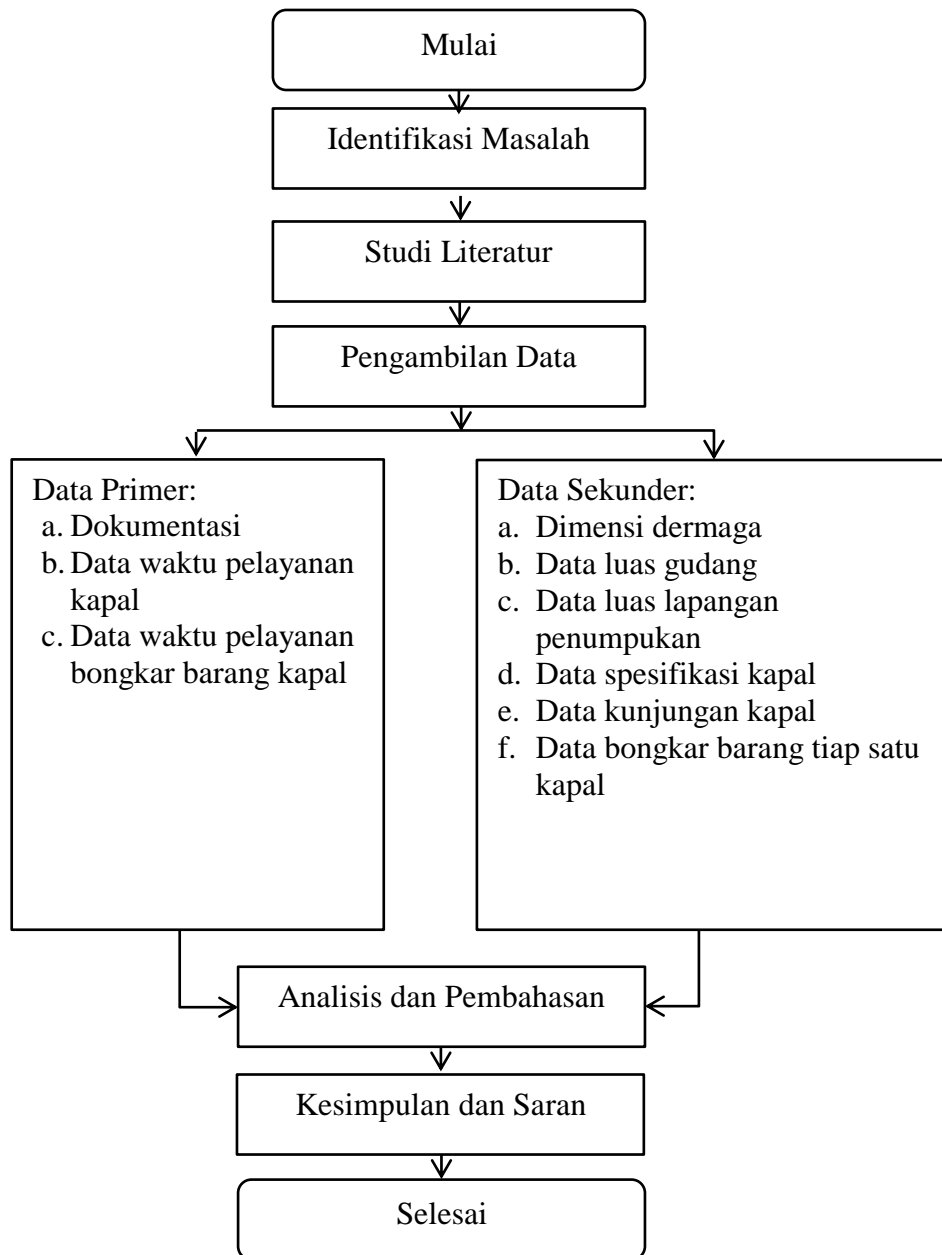 Mulai
Identifikasi Masalah
Studi Literatur
Pengambilan Data
Data Primer:
a. Dokumentasi
b. Data waktu pelayanan
kapal
c. Data waktu pelayanan
bongkar barang kapal
Data Sekunder:
a. Dimensi dermaga
b. Data luas gudang
c. Data luas lapangan
penumpukan
d. Data spesifikasi kapal
e. Data kunjungan kapal
f. Data bongkar barang tiap satu
kapal
Analisis dan Pembahasan
Kesimpulan dan Saran
Selesai